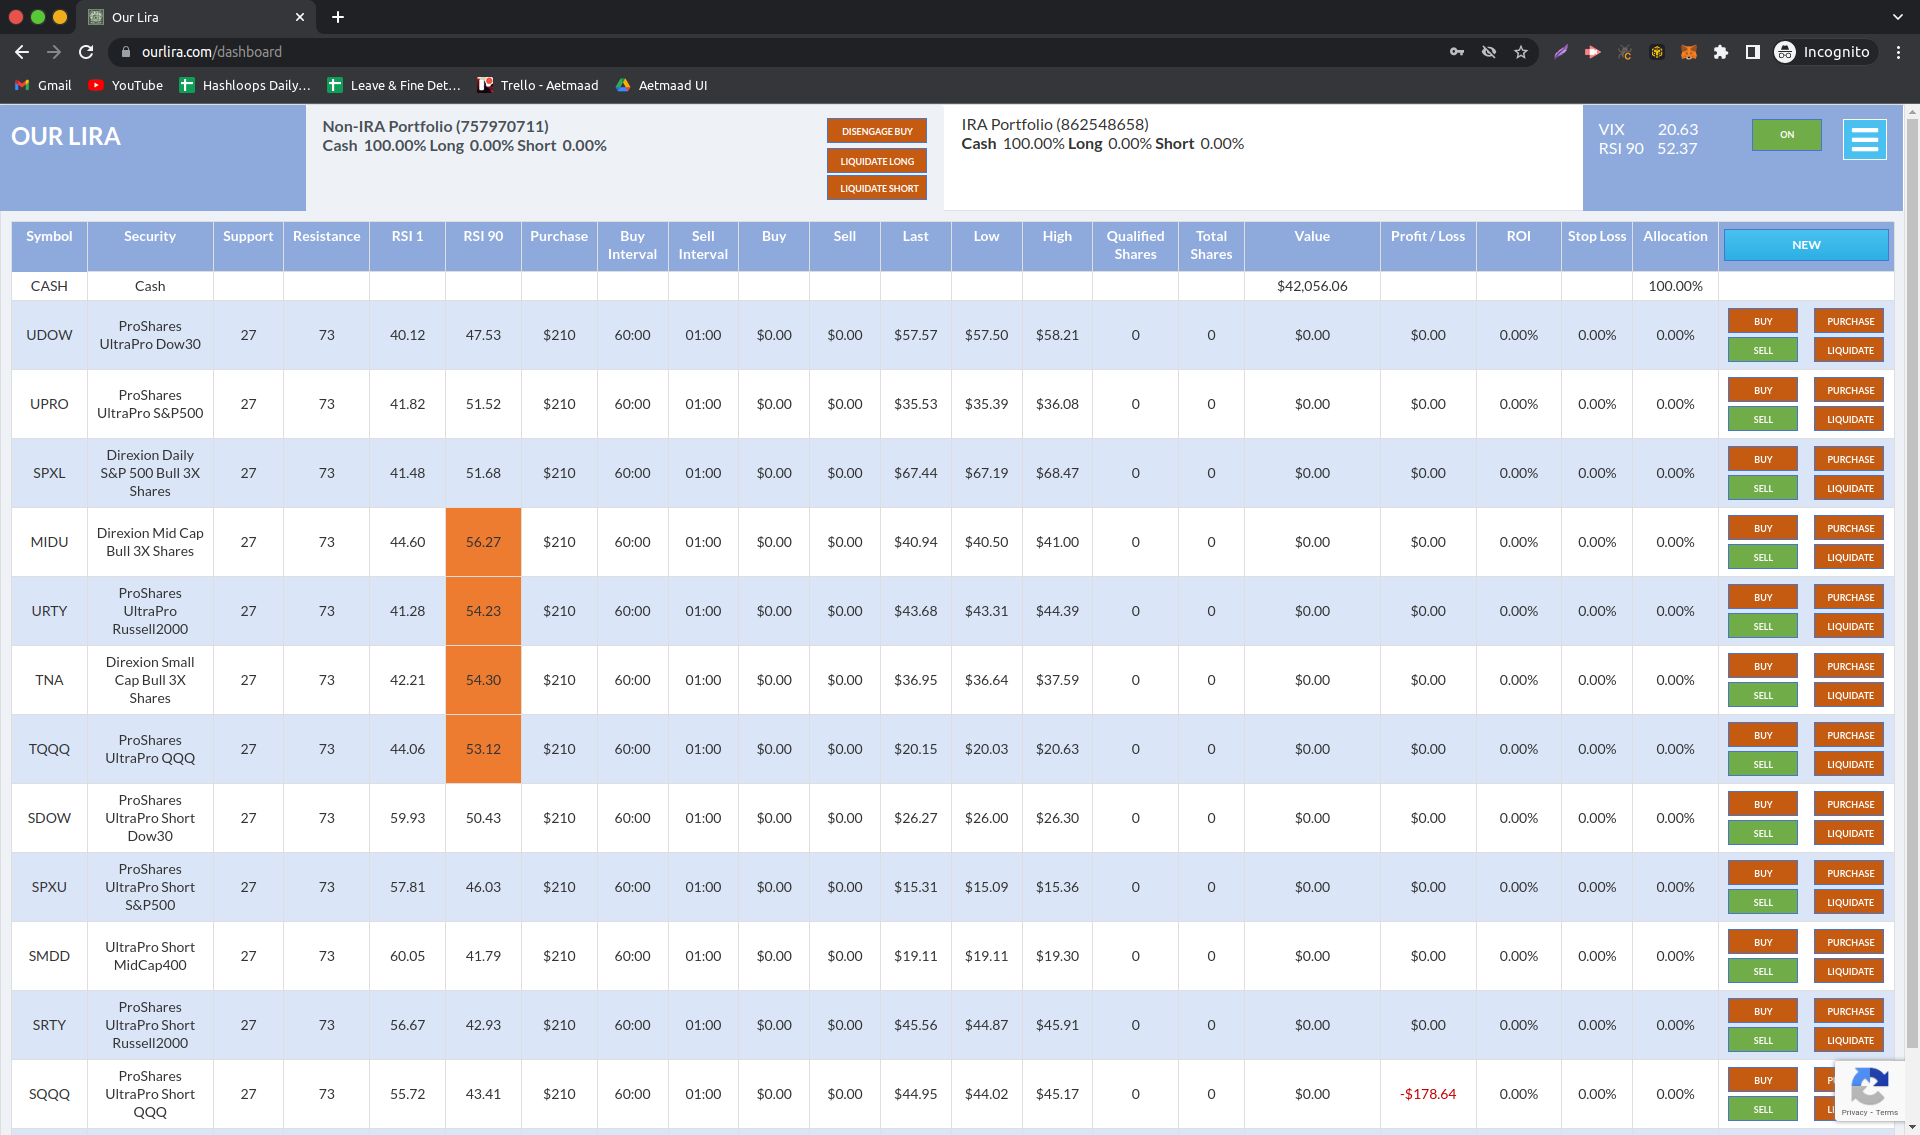 Our Lira
ourlira.com/dashboard
Incognito
Gmail YouTube Hashloops Daily... Leave & Fine Det... Trello - Aetmaad Aetmaad UI
OUR LIRA
Non-IRA Portfolio (757970711)
Cash 100.00% Long 0.00% Short 0.00%
DISENGAGE BUY
LIQUIDATE LONG
LIQUIDATE SHORT
IRA Portfolio (862548658)
Cash 100.00% Long 0.00% Short 0.00%
VIX 20.63
RSI 90 52.37
ON
Symbol Security Support Resistance RSI 1 RSI 90 Purchase Buy Interval Sell Interval Buy Sell Last Low High Qualified Shares Total Shares Value Profit / Loss ROI Stop Loss Allocation NEW
CASH Cash $42,056.06 100.00%
UDOW ProShares UltraPro Dow30 27 73 40.12 47.53 $210 60:00 01:00 $0.00 $0.00 $57.57 $57.50 $58.21 0 0 $0.00 $0.00 0.00% 0.00% 0.00% BUY PURCHASE SELL LIQUIDATE
UPRO ProShares UltraPro S&P500 27 73 41.82 51.52 $210 60:00 01:00 $0.00 $0.00 $35.53 $35.39 $36.08 0 0 $0.00 $0.00 0.00% 0.00% 0.00% BUY PURCHASE SELL LIQUIDATE
SPXL Direxion Daily S&P 500 Bull 3X Shares 27 73 41.48 51.68 $210 60:00 01:00 $0.00 $0.00 $67.44 $67.19 $68.47 0 0 $0.00 $0.00 0.00% 0.00% 0.00% BUY PURCHASE SELL LIQUIDATE
MIDU Direxion Mid Cap Bull 3X Shares 27 73 44.60 56.27 $210 60:00 01:00 $0.00 $0.00 $40.94 $40.50 $41.00 0 0 $0.00 $0.00 0.00% 0.00% 0.00% BUY PURCHASE SELL LIQUIDATE
URTY ProShares UltraPro Russell2000 27 73 41.28 54.23 $210 60:00 01:00 $0.00 $0.00 $43.68 $43.31 $44.39 0 0 $0.00 $0.00 0.00% 0.00% 0.00% BUY PURCHASE SELL LIQUIDATE
TNA Direxion Small Cap Bull 3X Shares 27 73 42.21 54.30 $210 60:00 01:00 $0.00 $0.00 $36.95 $36.64 $37.59 0 0 $0.00 $0.00 0.00% 0.00% 0.00% BUY PURCHASE SELL LIQUIDATE
TQQQ ProShares UltraPro QQQ 27 73 44.06 53.12 $210 60:00 01:00 $0.00 $0.00 $20.15 $20.03 $20.63 0 0 $0.00 $0.00 0.00% 0.00% 0.00% BUY PURCHASE SELL LIQUIDATE
SDOW ProShares UltraPro Short Dow30 27 73 59.93 50.43 $210 60:00 01:00 $0.00 $0.00 $26.27 $26.00 $26.30 0 0 $0.00 $0.00 0.00% 0.00% 0.00% BUY PURCHASE SELL LIQUIDATE
SPXU ProShares UltraPro Short S&P500 27 73 57.81 46.03 $210 60:00 01:00 $0.00 $0.00 $15.31 $15.09 $15.36 0 0 $0.00 $0.00 0.00% 0.00% 0.00% BUY PURCHASE SELL LIQUIDATE
SMDD UltraPro Short MidCap400 27 73 60.05 41.79 $210 60:00 01:00 $0.00 $0.00 $19.11 $19.11 $19.30 0 0 $0.00 $0.00 0.00% 0.00% 0.00% BUY PURCHASE SELL LIQUIDATE
SRTY ProShares UltraPro Short Russell2000 27 73 56.67 42.93 $210 60:00 01:00 $0.00 $0.00 $45.56 $44.87 $45.91 0 0 $0.00 $0.00 0.00% 0.00% 0.00% BUY PURCHASE SELL LIQUIDATE
SQQQ ProShares UltraPro Short QQQ 27 73 55.72 43.41 $210 60:00 01:00 $0.00 $0.00 $44.95 $44.02 $45.17 0 0 $0.00 -$178.64 0.00% 0.00% 0.00% BUY SELL
Privacy - Terms